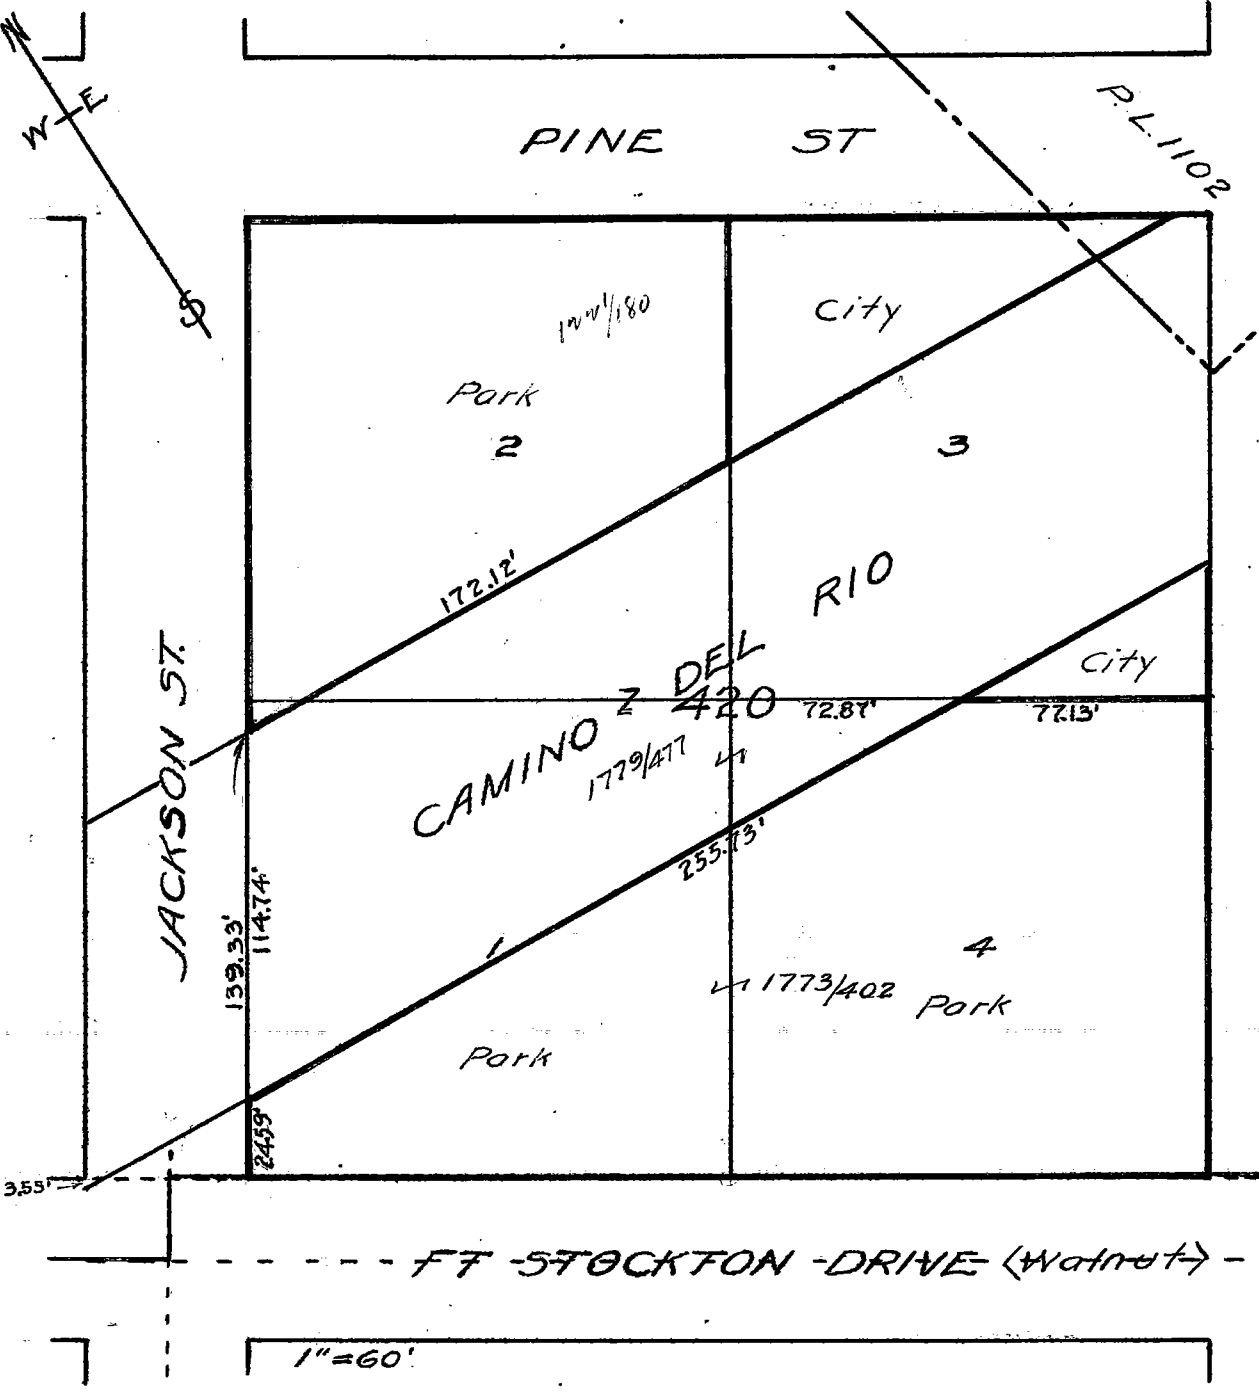 N
W E
S
PINE ST
P.L. 1102
City
Park
2
3
172.12'
JACKSON ST.
CAMINO DEL RIO
City
420
72.87'
77.13'
1779/477
255.73'
139.33'
114.74'
1
4
1773/402
Park
Park
24.59'
3.55'
FT STOCKTON DRIVE (Walnut)
1"=60'